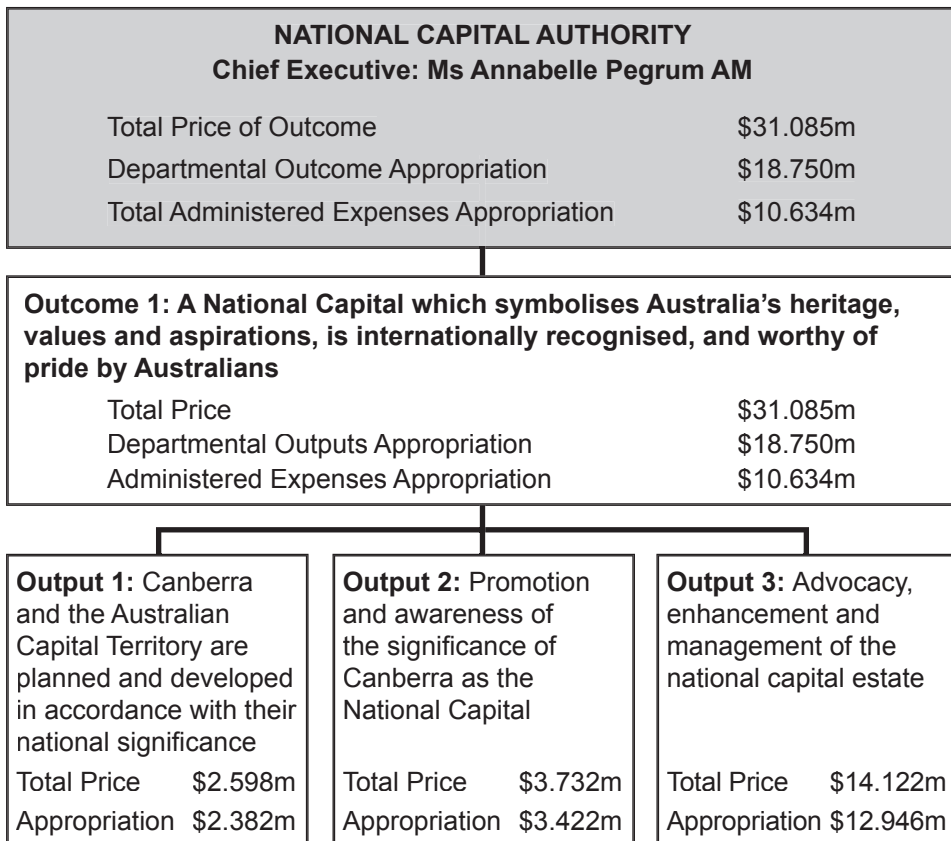 NATIONAL CAPITAL AUTHORITY
Chief Executive: Ms Annabelle Pegrum AM
Total Price of Outcome $31.085m
Departmental Outcome Appropriation $18.750m
Total Administered Expenses Appropriation $10.634m
Outcome 1: A National Capital which symbolises Australia’s heritage,
values and aspirations, is internationally recognised, and worthy of
pride by Australians
Total Price $31.085m
Departmental Outputs Appropriation $18.750m
Administered Expenses Appropriation $10.634m
Output 1: Canberra
and the Australian
Capital Territory are
planned and developed
in accordance with their
national significance
Total Price $2.598m
Appropriation $2.382m
Output 2: Promotion
and awareness of
the significance of
Canberra as the
National Capital
Total Price $3.732m
Appropriation $3.422m
Output 3: Advocacy,
enhancement and
management of the
national capital estate
Total Price $14.122m
Appropriation $12.946m